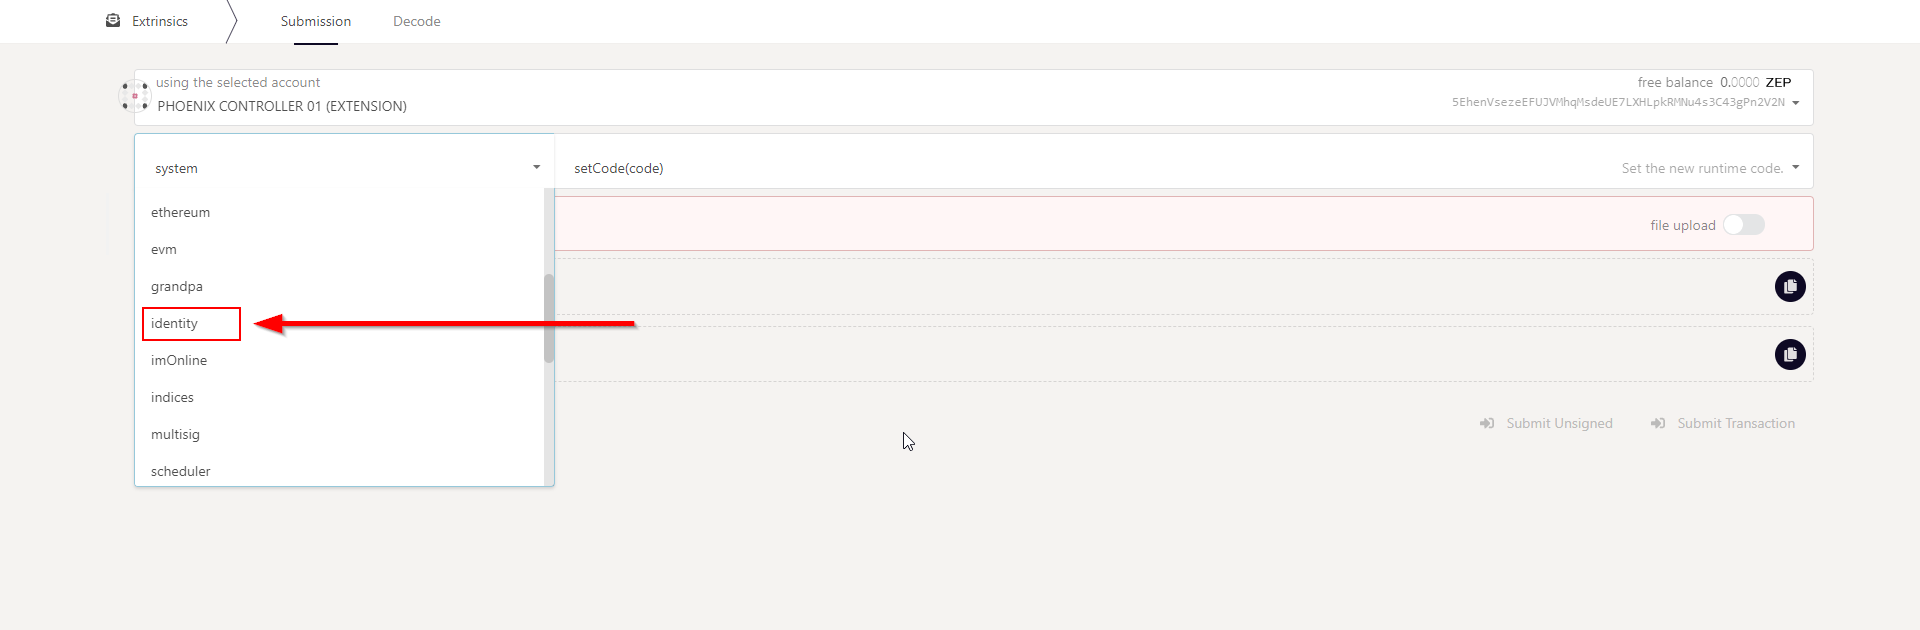 Extrinsics
Submission
Decode
using the selected account
free balance 0.0000 ZEP
PHOENIX CONTROLLER 01 (EXTENSION)
5EhenVsezeEFUJVMhqMsdeUE7LXHLpkRMNu4s3C43gPn2V2N
system
setCode(code)
Set the new runtime code.
ethereum
file upload
evm
grandpa
identity
imOnline
indices
multisig
Submit Unsigned
Submit Transaction
scheduler